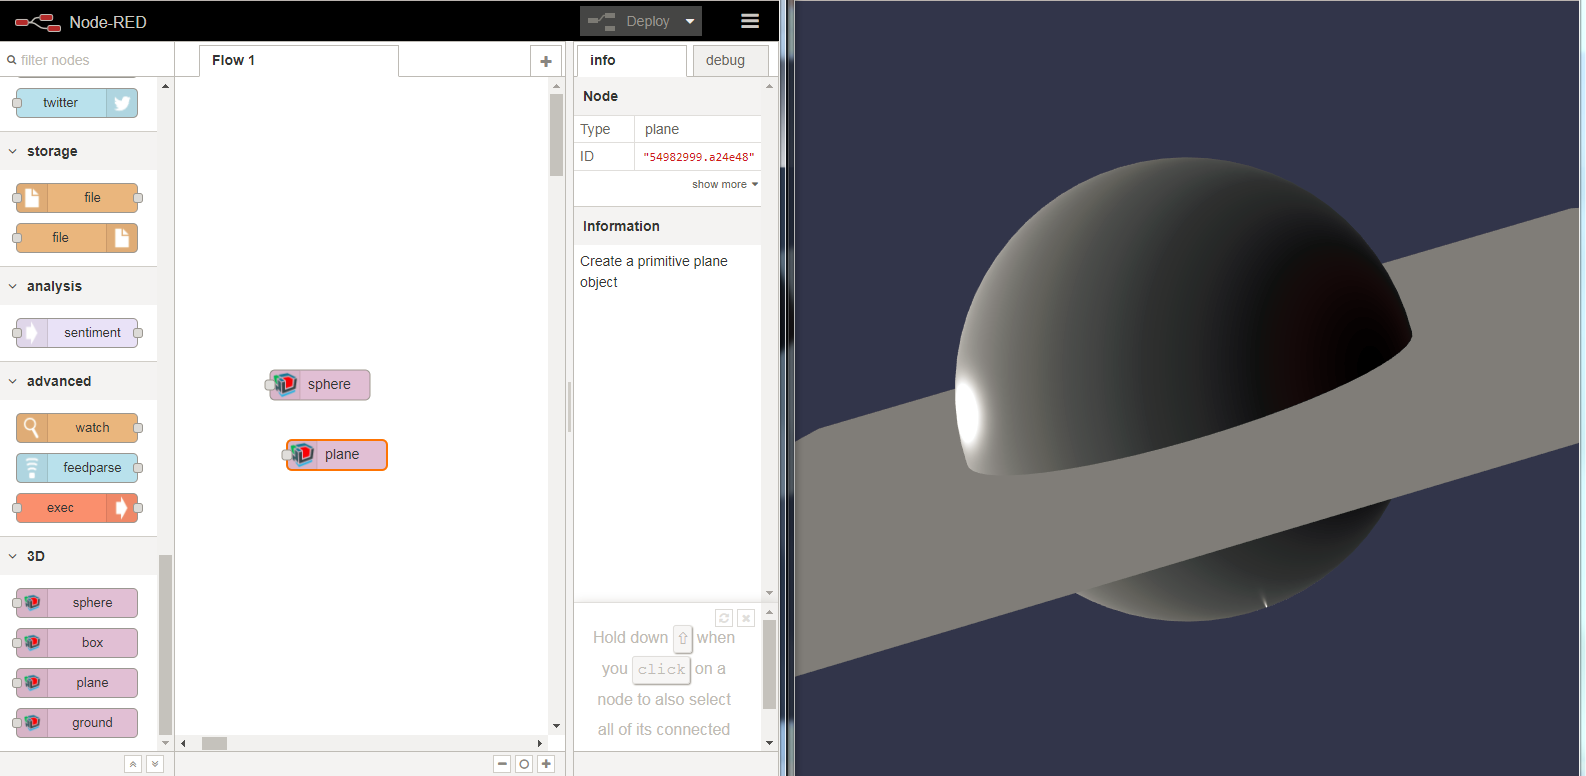 Node-RED
Deploy
filter nodes
twitter
storage
file
file
analysis
sentiment
advanced
watch
feedparse
exec
3D
sphere
box
plane
ground
Flow 1
sphere
plane
info
debug
Node
Type plane
ID "54982999.a24e48"
show more
Information
Create a primitive plane
object
Hold down ⇧ when
you click on a
node to also select
all of its connected